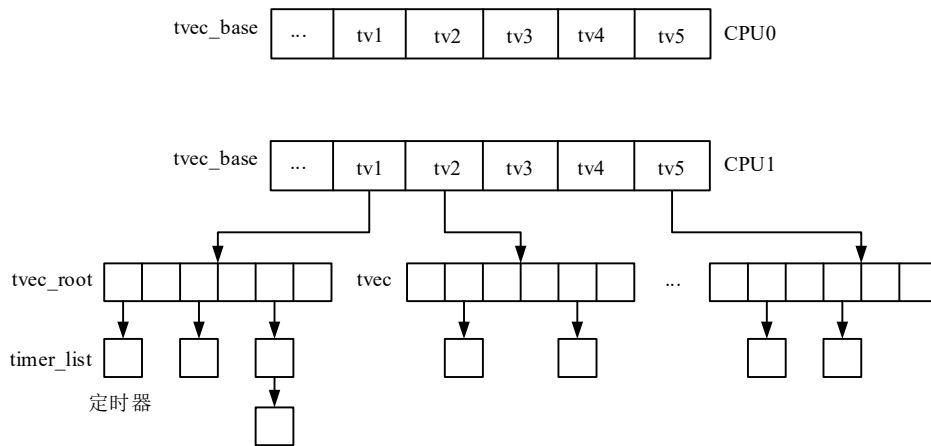 tvec_base ... tv1 tv2 tv3 tv4 tv5 CPU0
tvec_base ... tv1 tv2 tv3 tv4 tv5 CPU1
tvec_root tvec ...
timer_list
定时器